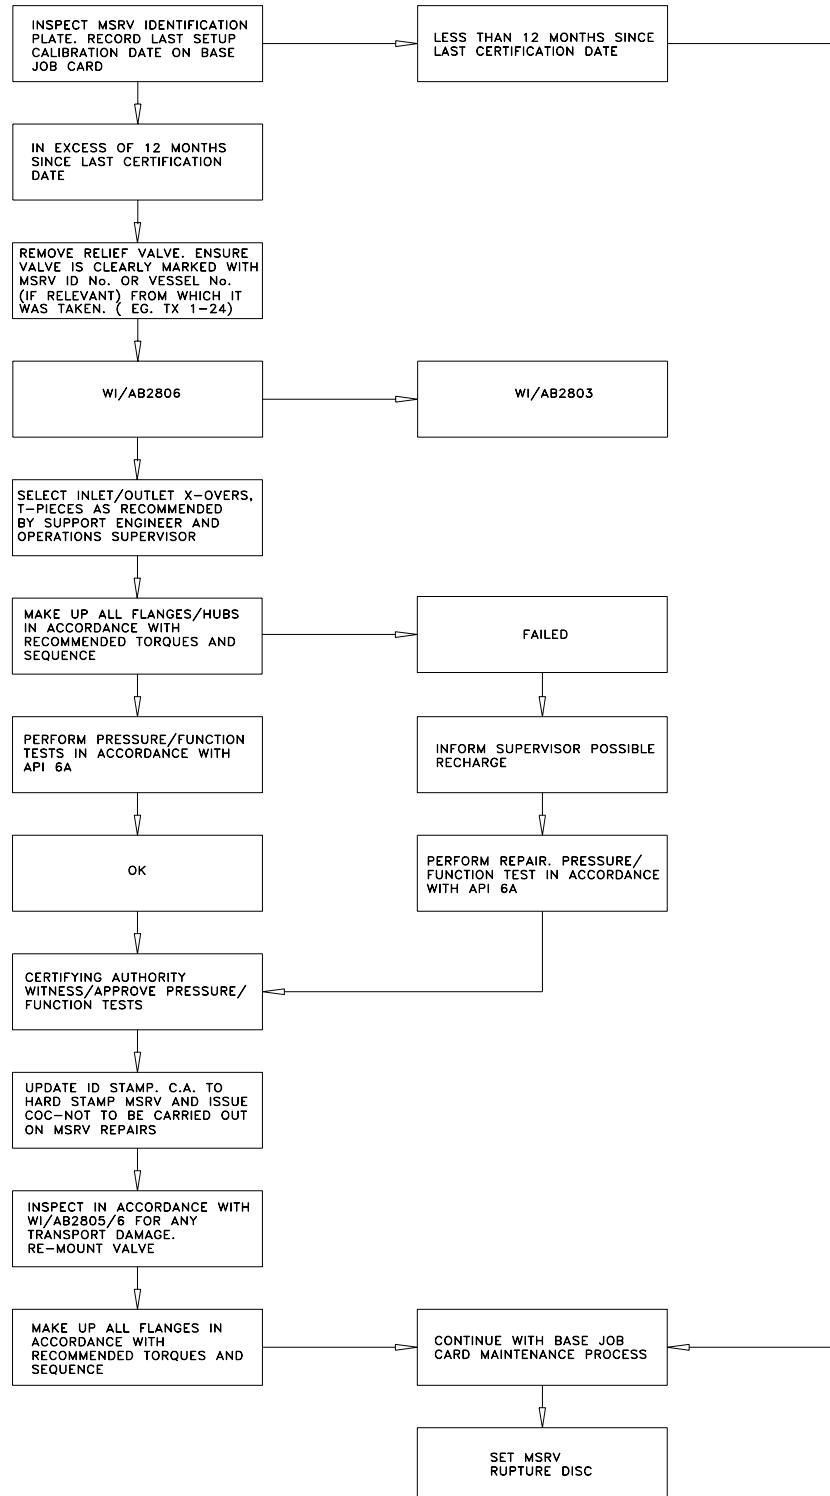 INSPECT MSRV IDENTIFICATION
PLATE. RECORD LAST SETUP
CALIBRATION DATE ON BASE
JOB CARD
LESS THAN 12 MONTHS SINCE
LAST CERTIFICATION DATE
IN EXCESS OF 12 MONTHS
SINCE LAST CERTIFICATION
DATE
REMOVE RELIEF VALVE. ENSURE
VALVE IS CLEARLY MARKED WITH
MSRV ID No. OR VESSEL No.
(IF RELEVANT) FROM WHICH IT
WAS TAKEN. ( EG. TX 1-24)
WI/AB2806
WI/AB2803
SELECT INLET/OUTLET X-OVERS,
T-PIECES AS RECOMMENDED
BY SUPPORT ENGINEER AND
OPERATIONS SUPERVISOR
MAKE UP ALL FLANGES/HUBS
IN ACCORDANCE WITH
RECOMMENDED TORQUES AND
SEQUENCE
FAILED
PERFORM PRESSURE/FUNCTION
TESTS IN ACCORDANCE WITH
API 6A
INFORM SUPERVISOR POSSIBLE
RECHARGE
OK
PERFORM REPAIR. PRESSURE/
FUNCTION TEST IN ACCORDANCE
WITH API 6A
CERTIFYING AUTHORITY
WITNESS/APPROVE PRESSURE/
FUNCTION TESTS
UPDATE ID STAMP. C.A. TO
HARD STAMP MSRV AND ISSUE
COC-NOT TO BE CARRIED OUT
ON MSRV REPAIRS
INSPECT IN ACCORDANCE WITH
WI/AB2805/6 FOR ANY
TRANSPORT DAMAGE.
RE-MOUNT VALVE
MAKE UP ALL FLANGES IN
ACCORDANCE WITH
RECOMMENDED TORQUES AND
SEQUENCE
CONTINUE WITH BASE JOB
CARD MAINTENANCE PROCESS
SET MSRV
RUPTURE DISC